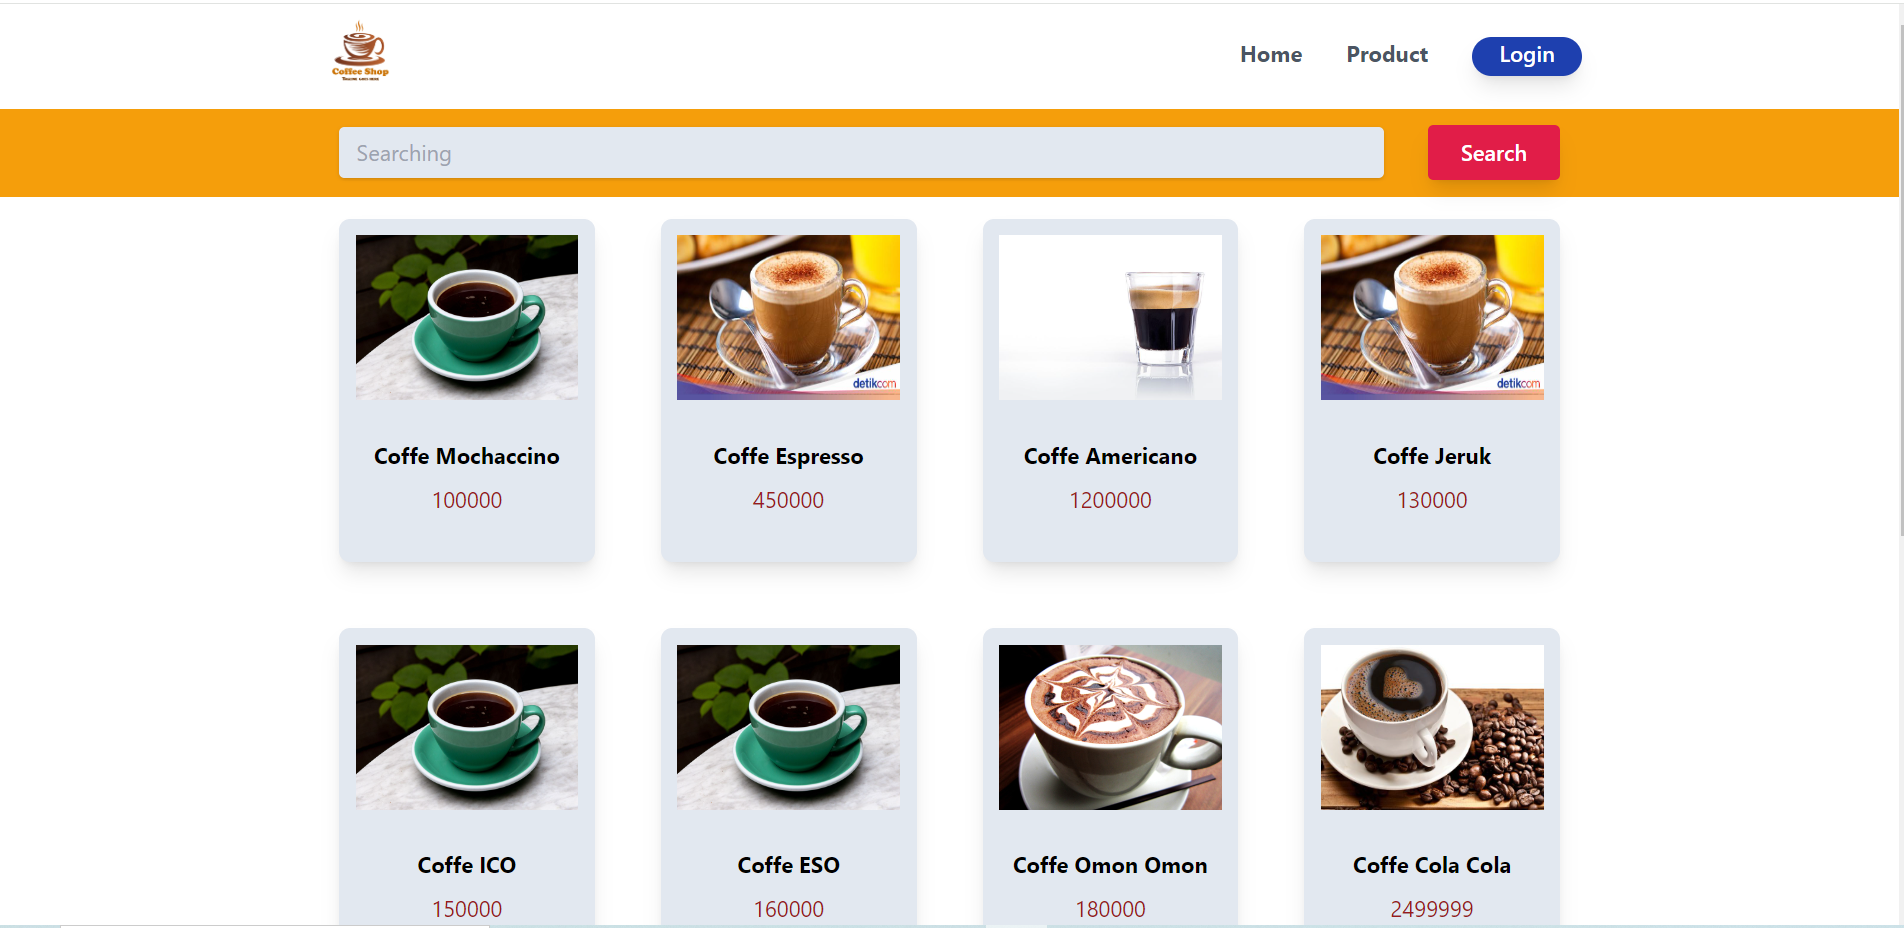 Coffee Shop
Home
Product
Login
Searching
Search
detikcom
detikcom
Coffe Mochaccino
Coffe Espresso
Coffe Americano
Coffe Jeruk
100000
450000
1200000
130000
Coffe ICO
Coffe ESO
Coffe Omon Omon
Coffe Cola Cola
150000
160000
180000
2499999